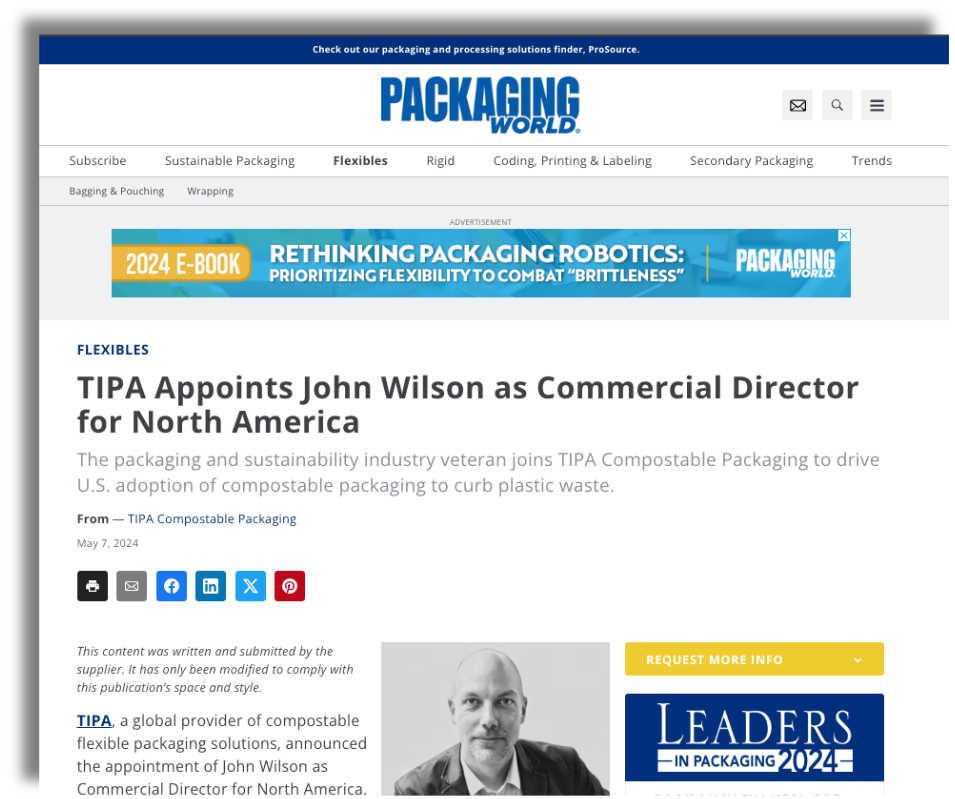 Check out our packaging and processing solutions finder, ProSource.
PACKAGING
WORLD®
Subscribe Sustainable Packaging Flexibles Rigid Coding, Printing & Labeling Secondary Packaging Trends
Bagging & Pouching Wrapping
ADVERTISEMENT
2024 E-BOOK
RETHINKING PACKAGING ROBOTICS:
PRIORITIZING FLEXIBILITY TO COMBAT “BRITTLENESS”
PACKAGING
WORLD
FLEXIBLES
TIPA Appoints John Wilson as Commercial Director
for North America
The packaging and sustainability industry veteran joins TIPA Compostable Packaging to drive
U.S. adoption of compostable packaging to curb plastic waste.
From — TIPA Compostable Packaging
May 7, 2024
This content was written and submitted by the
supplier. It has only been modified to comply with
this publication’s space and style.
TIPA, a global provider of compostable
flexible packaging solutions, announced
the appointment of John Wilson as
Commercial Director for North America.
REQUEST MORE INFO
LEADERS
IN PACKAGING 2024